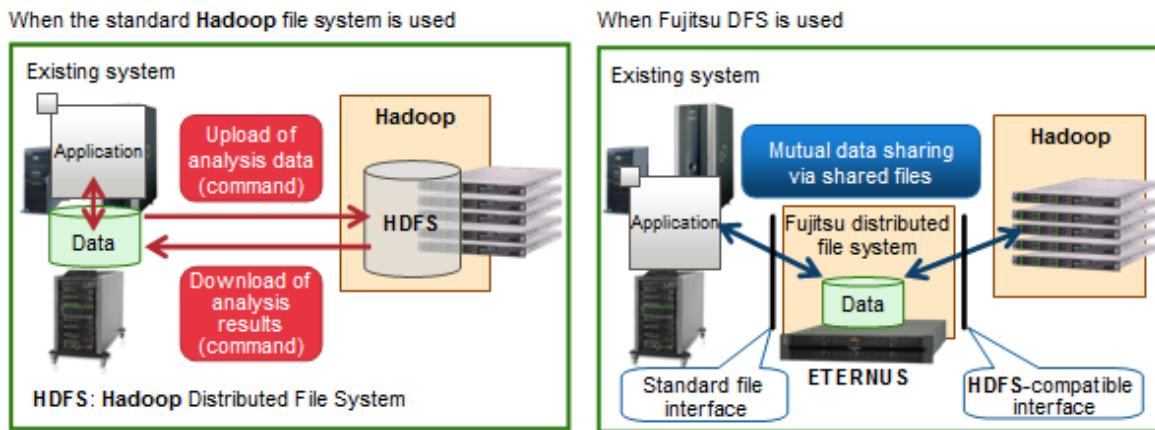 When the standard Hadoop file system is used
Existing system
Application
Data
Upload of
analysis data
(command)
Download of
analysis
results
(command)
Hadoop
HDFS
HDFS: Hadoop Distributed File System
When Fujitsu DFS is used
Existing system
Application
Mutual data sharing
via shared files
Fujitsu distributed
file system
Data
ETERNUS
Hadoop
Standard file
interface
HDFS-compatible
interface